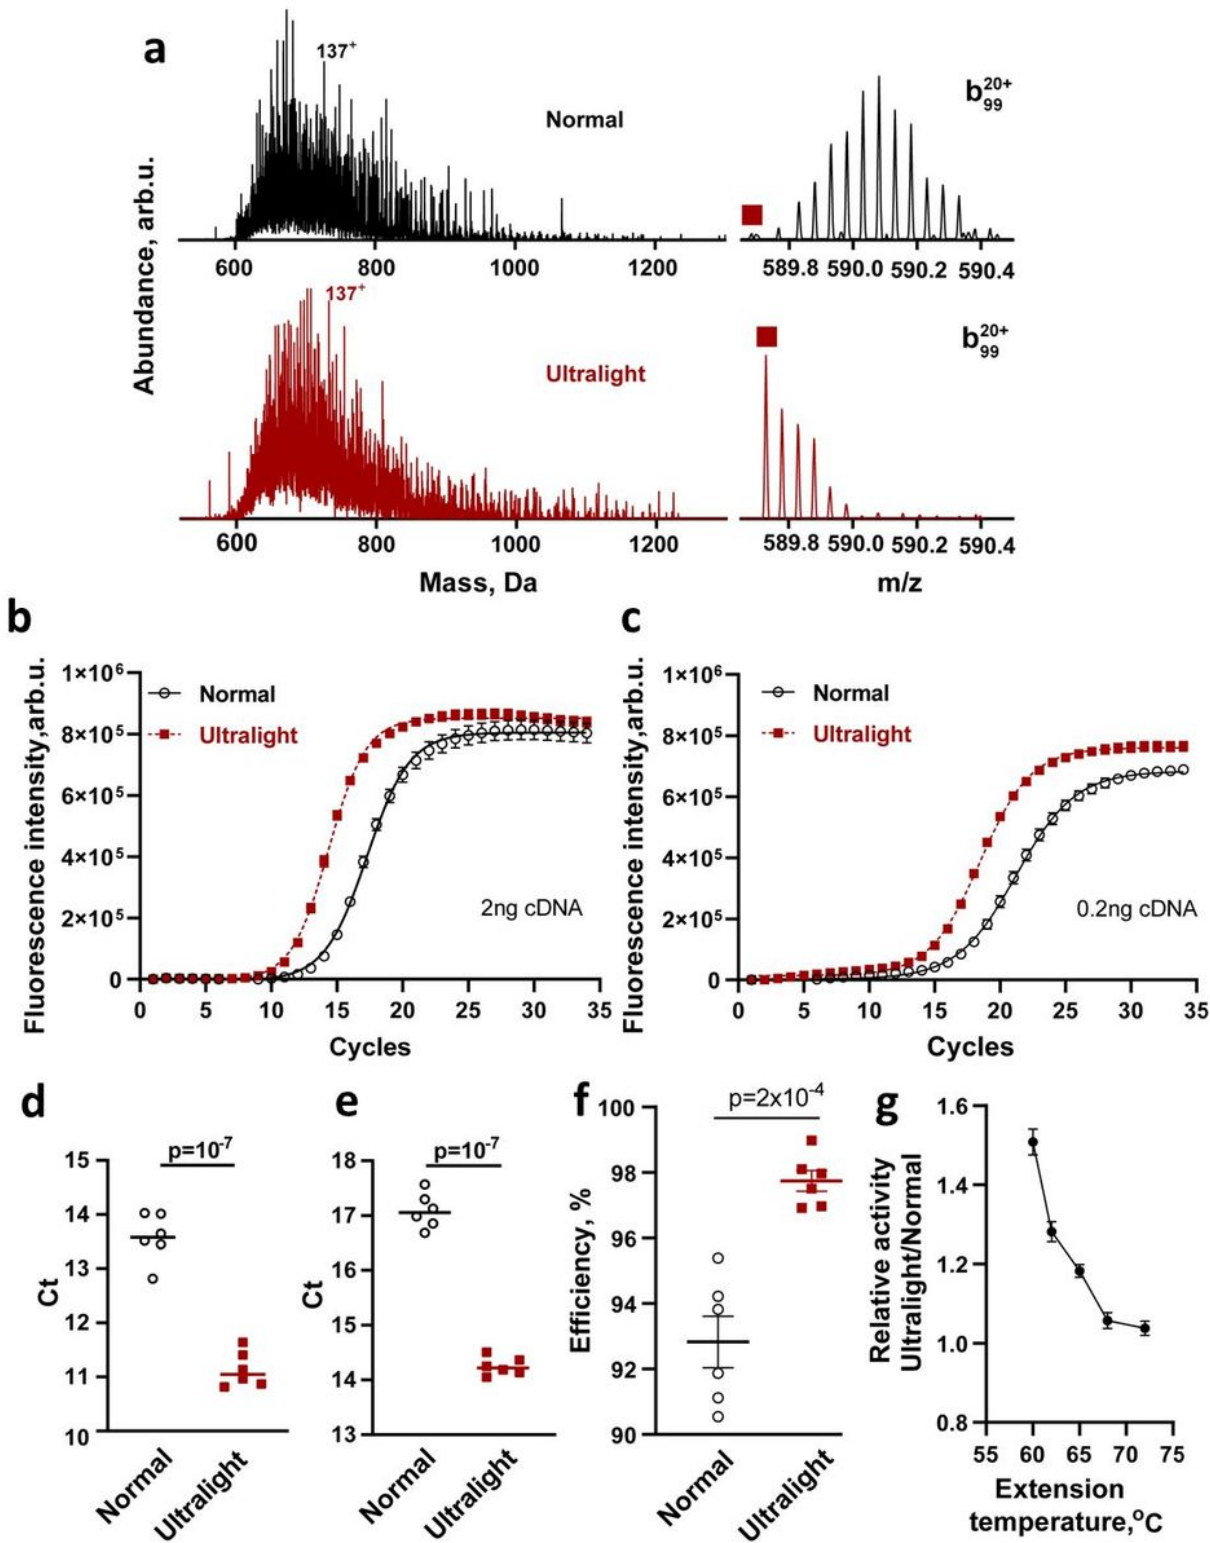 a
Abundance, arb.u.
137⁺
Normal
b₉₉²⁰⁺
600 800 1000 1200
589.8 590.0 590.2 590.4
137⁺
Ultralight
b₉₉²⁰⁺
600 800 1000 1200
589.8 590.0 590.2 590.4
Mass, Da
m/z
b
Fluorescence intensity,arb.u.
1×10⁶
8×10⁵
6×10⁵
4×10⁵
2×10⁵
0
Normal
Ultralight
2ng cDNA
0 5 10 15 20 25 30 35
Cycles
c
Fluorescence intensity,arb.u.
1×10⁶
8×10⁵
6×10⁵
4×10⁵
2×10⁵
0
Normal
Ultralight
0.2ng cDNA
0 5 10 15 20 25 30 35
Cycles
d
p=10⁻⁷
Ct
15
14
13
12
11
10
Normal
Ultralight
e
p=10⁻⁷
Ct
18
17
16
15
14
13
Normal
Ultralight
f
p=2x10⁻⁴
Efficiency, %
100
98
96
94
92
90
Normal
Ultralight
g
Relative activity
Ultralight/Normal
1.6
1.4
1.2
1.0
0.8
55 60 65 70 75
Extension
temperature,ᵒC